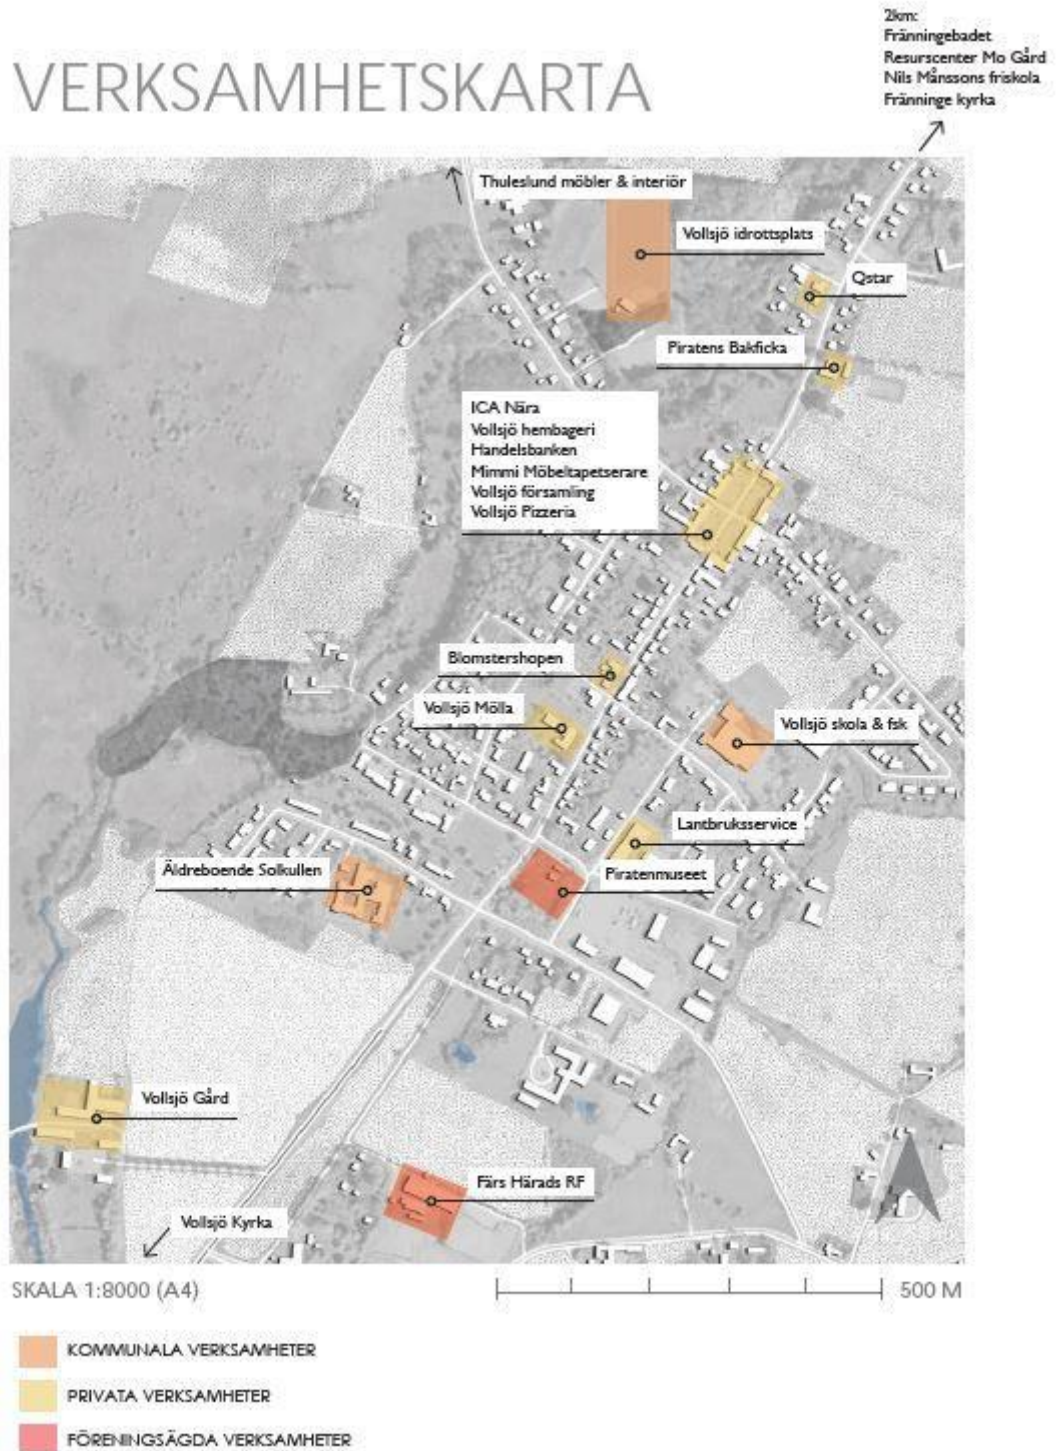 2km:
Fränningebadet
Resurscenter Mo Gård
Nils Månssons friskola
Fränninge kyrka
VERKSAMHETSKARTA
Thuleslund möbler & interiör
Vollsjö idrottsplats
Qstar
Piratens Bakficka
ICA Nära
Vollsjö hembageri
Handelsbanken
Mimmi Möbeltapetserare
Vollsjö församling
Vollsjö Pizzeria
Blomstershopen
Vollsjö Mölla
Vollsjö skola & fsk
Lantbruksservice
Äldreboende Solkullen
Piratenmuseet
Vollsjö Gård
Färs Härads RF
Vollsjö Kyrka
SKALA 1:8000 (A4)
500 M
KOMMUNALA VERKSAMHETER
PRIVATA VERKSAMHETER
FÖRENINGSÄGDA VERKSAMHETER